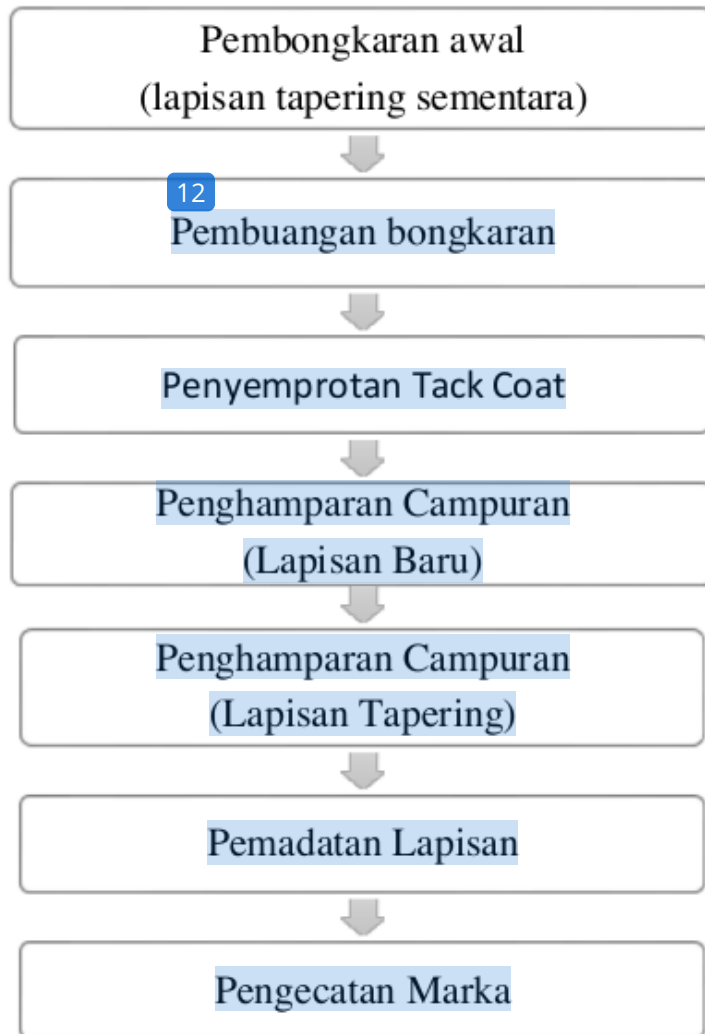 Pembongkaran awal
(lapisan tapering sementara)
12
Pembuangan bongkaran
Penyemprotan Tack Coat
Penghamparan Campuran
(Lapisan Baru)
Penghamparan Campuran
(Lapisan Tapering)
Pemadatan Lapisan
Pengecatan Marka